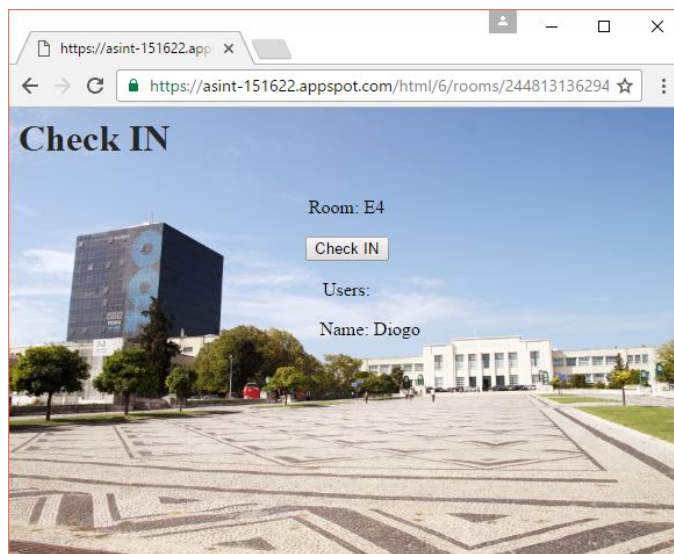 https://asint-151622.app
https://asint-151622.appspot.com/html/6/rooms/244813136294
Check IN
Room: E4
Check IN
Users:
Name: Diogo